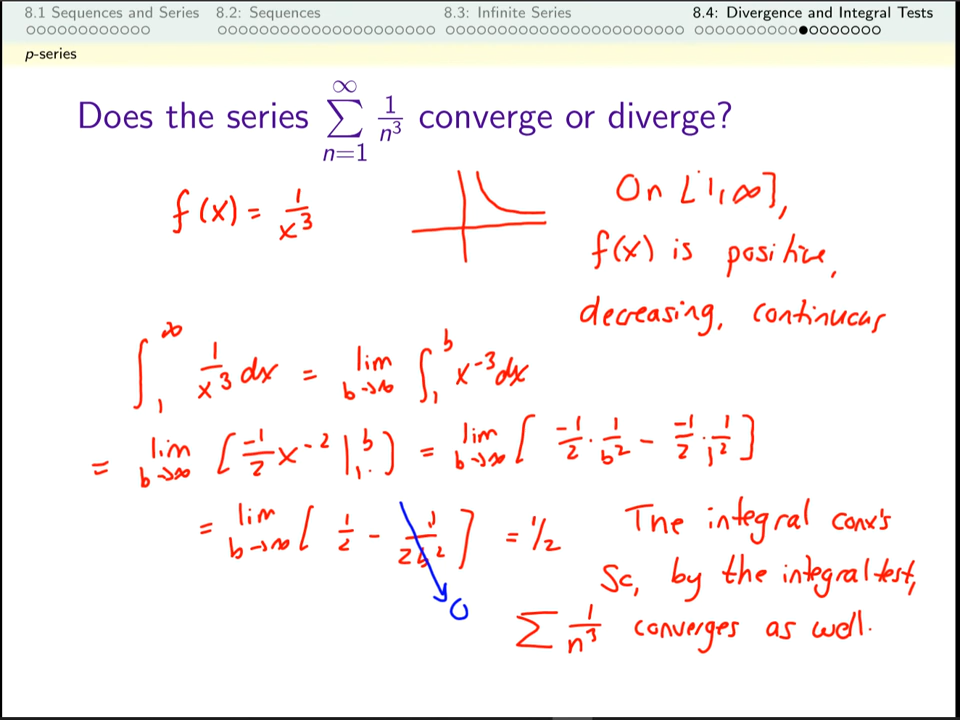 8.1 Sequences and Series 8.2: Sequences 8.3: Infinite Series 8.4: Divergence and Integral Tests
p-series
Does the series ∑_{n=1}^{∞} 1/n³ converge or diverge?
f(x) = 1/x³
On [1,∞],
f(x) is positive,
decreasing, continuous
∫₁^∞ 1/x³ dx = lim_{b→∞} ∫₁^b x⁻³ dx
= lim_{b→∞} [-1/2 x⁻² |₁^b ) = lim_{b→∞} [ -1/2 · 1/b² − -1/2 · 1/1² ]
= lim_{b→∞} [ 1/2 − 1/2b² ] = 1/2
0
The integral conv's
So, by the integral test,
∑ 1/n³ converges as well.